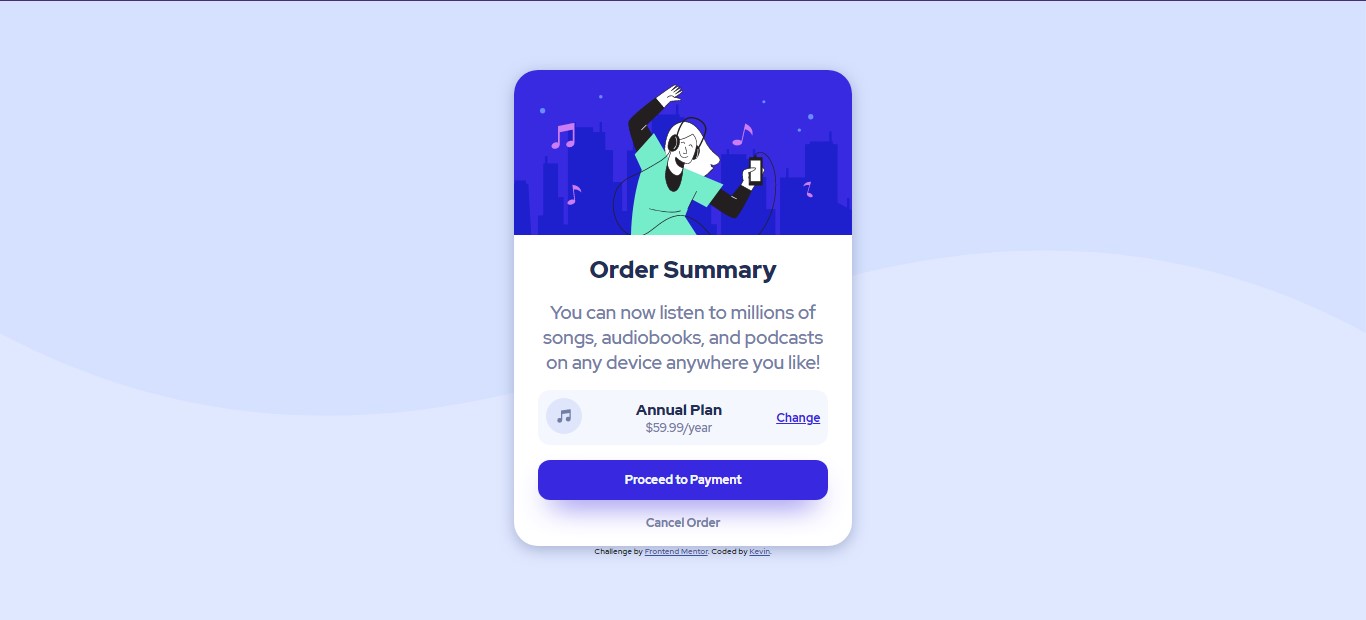 Order Summary
You can now listen to millions of
songs, audiobooks, and podcasts
on any device anywhere you like!
Annual Plan
$59.99/year
Change
Proceed to Payment
Cancel Order
Challenge by Frontend Mentor. Coded by Kevin.